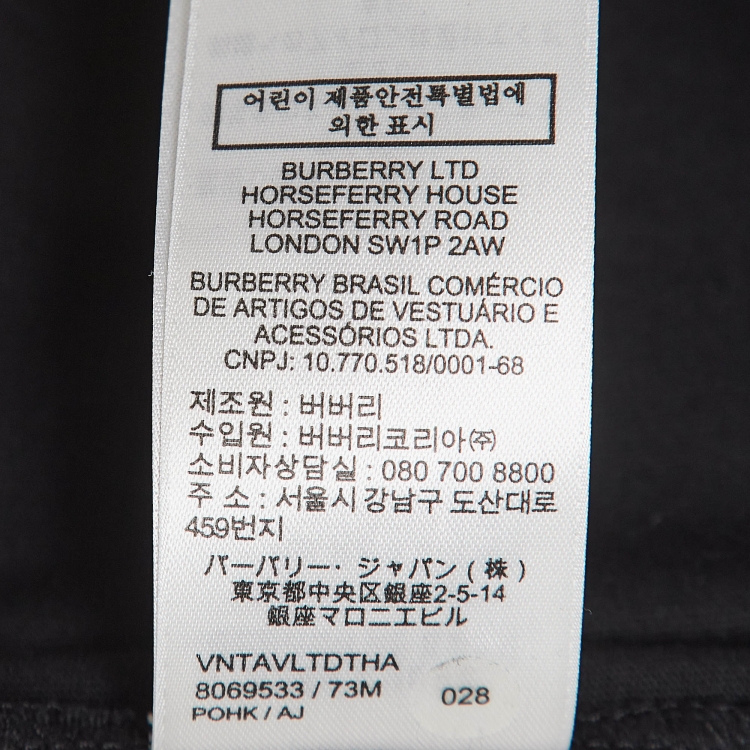 어린이 제품안전특별법에
의한 표시
BURBERRY LTD
HORSEFERRY HOUSE
HORSEFERRY ROAD
LONDON SW1P 2AW
BURBERRY BRASIL COMÉRCIO
DE ARTIGOS DE VESTUÁRIO E
ACESSÓRIOS LTDA.
CNPJ: 10.770.518/0001-68
제조원 : 버버리
수입원 : 버버리코리아㈜
소비자상담실 : 080 700 8800
주 소 : 서울시 강남구 도산대로
459번지
バーバリー・ジャパン(株)
東京都中央区銀座2-5-14
銀座マロニエビル
VNTAVLTDTHA
8069533 / 73M 028
POHK / AJ